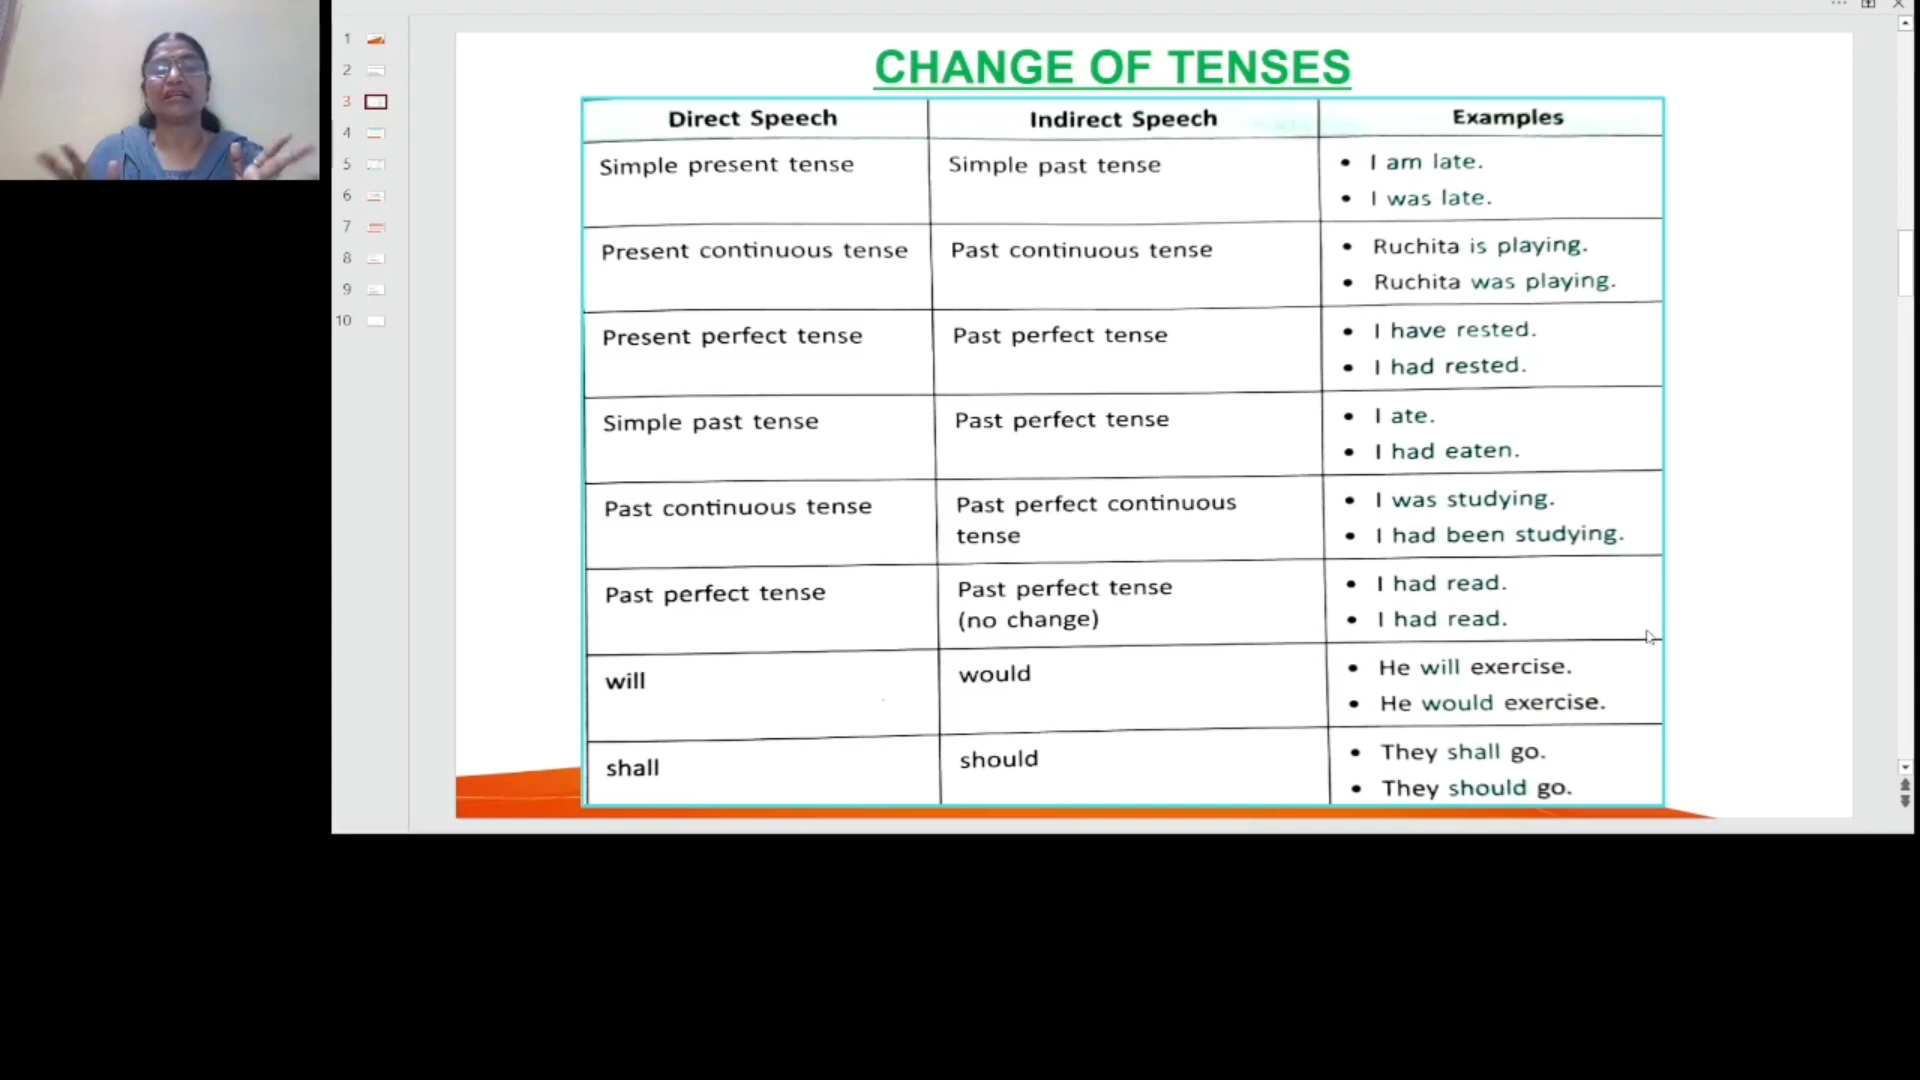 1
2
3
4
5
6
7
8
9
10
CHANGE OF TENSES
Direct Speech Indirect Speech Examples
Simple present tense Simple past tense • I am late.
• I was late.
Present continuous tense Past continuous tense • Ruchita is playing.
• Ruchita was playing.
Present perfect tense Past perfect tense • I have rested.
• I had rested.
Simple past tense Past perfect tense • I ate.
• I had eaten.
Past continuous tense Past perfect continuous • I was studying.
tense • I had been studying.
Past perfect tense Past perfect tense • I had read.
(no change) • I had read.
will would • He will exercise.
• He would exercise.
shall should • They shall go.
• They should go.